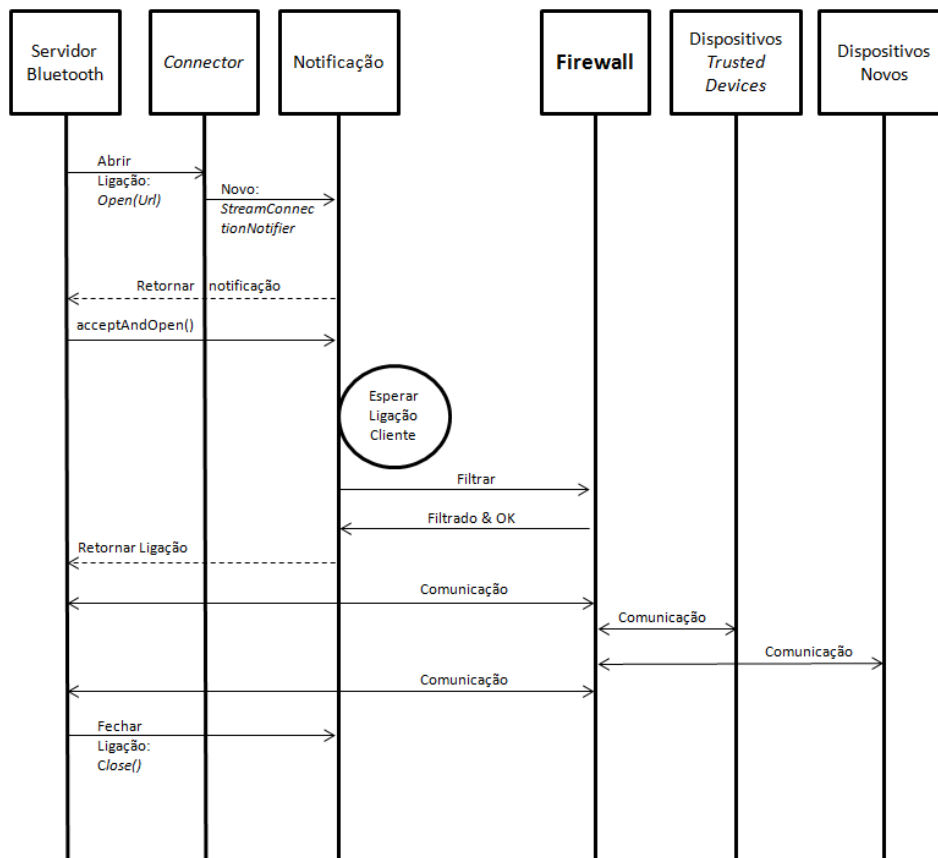 Servidor
Bluetooth
Connector
Notificação
Firewall
Dispositivos
Trusted
Devices
Dispositivos
Novos
Abrir
Ligação:
Open(Url)
Novo:
StreamConnec
tionNotifier
Retornar notificação
acceptAndOpen()
Esperar
Ligação
Cliente
Filtrar
Filtrado & OK
Retornar Ligação
Comunicação
Comunicação
Comunicação
Comunicação
Fechar
Ligação:
Close()